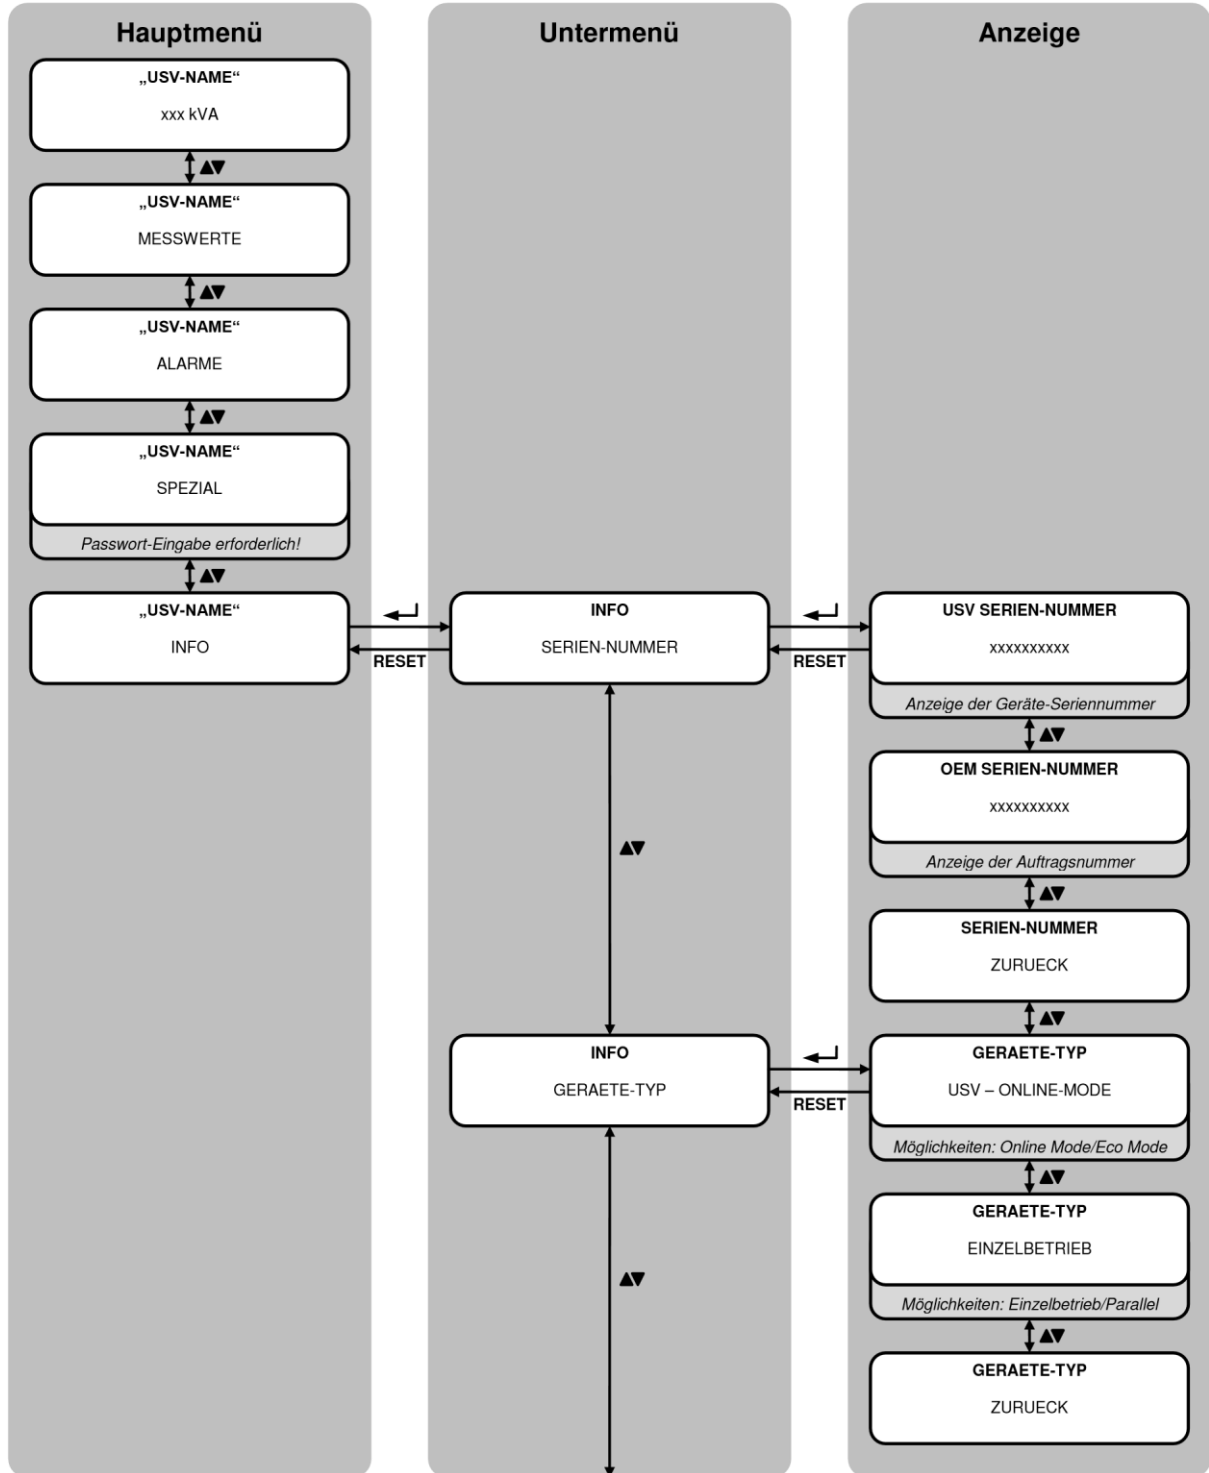 Hauptmenü
„USV-NAME“
xxx kVA
▲▼
„USV-NAME“
MESSWERTE
▲▼
„USV-NAME“
ALARME
▲▼
„USV-NAME“
SPEZIAL
Passwort-Eingabe erforderlich!
▲▼
„USV-NAME“
INFO
RESET
Untermenü
INFO
SERIEN-NUMMER
RESET
▲▼
INFO
GERAETE-TYP
RESET
▲▼
Anzeige
USV SERIEN-NUMMER
xxxxxxxxxx
Anzeige der Geräte-Seriennummer
▲▼
OEM SERIEN-NUMMER
xxxxxxxxxx
Anzeige der Auftragsnummer
▲▼
SERIEN-NUMMER
ZURUECK
▲▼
GERAETE-TYP
USV – ONLINE-MODE
Möglichkeiten: Online Mode/Eco Mode
▲▼
GERAETE-TYP
EINZELBETRIEB
Möglichkeiten: Einzelbetrieb/Parallel
▲▼
GERAETE-TYP
ZURUECK